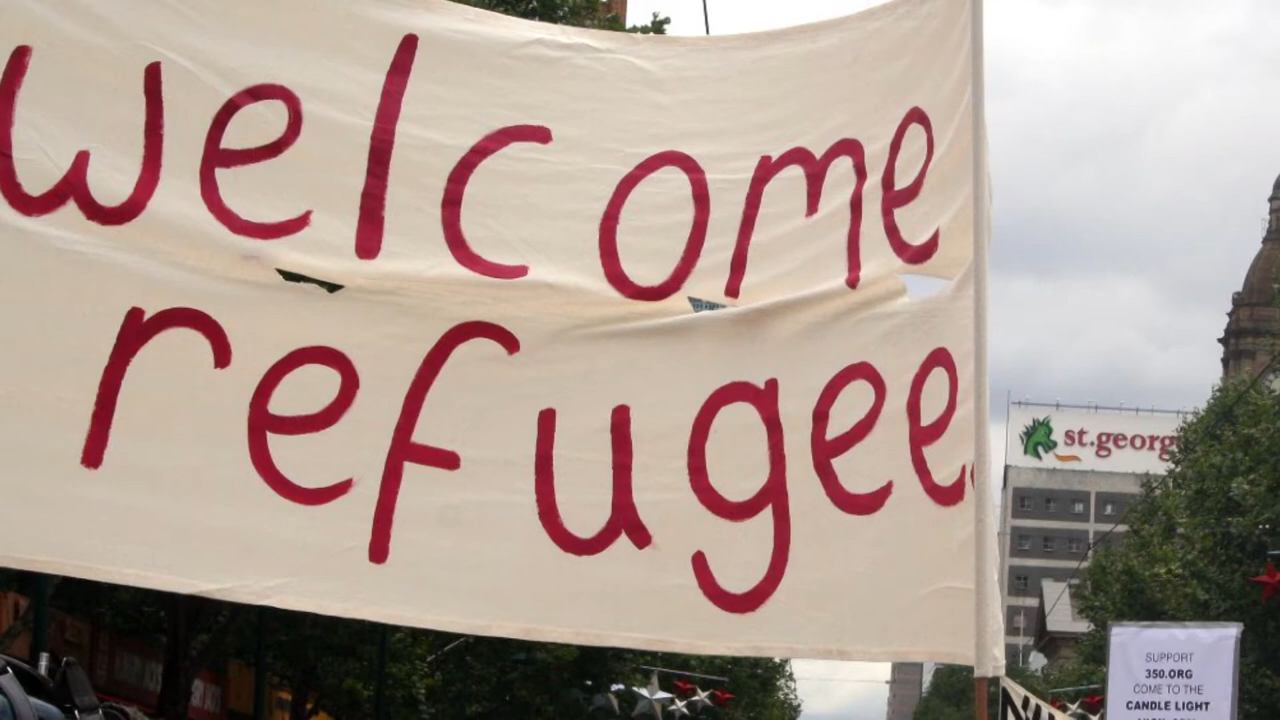 welcome
refugee
st.georg
SUPPORT
350.ORG
COME TO THE
CANDLE LIGHT